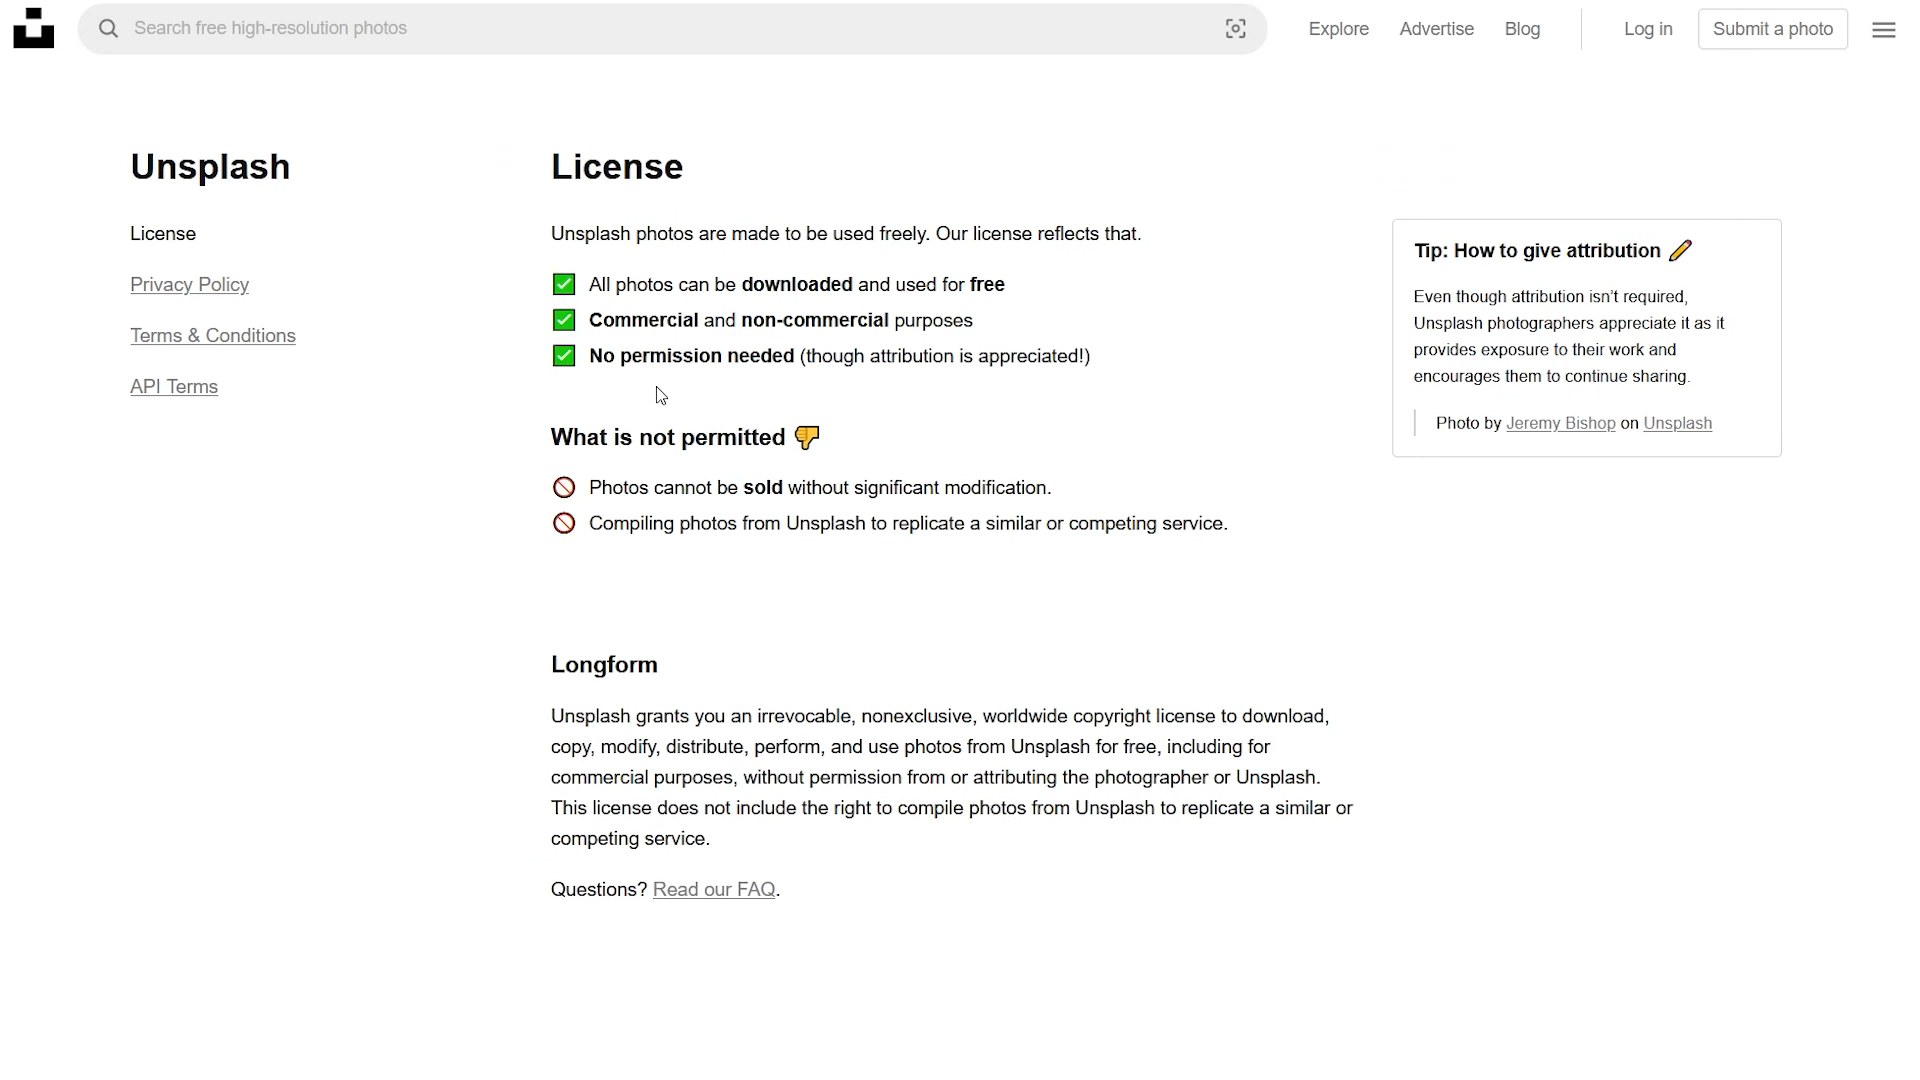 Search free high-resolution photos
Explore
Advertise
Blog
Log in
Submit a photo
Unsplash
License
Privacy Policy
Terms & Conditions
API Terms
License
Unsplash photos are made to be used freely. Our license reflects that.
All photos can be downloaded and used for free
Commercial and non-commercial purposes
No permission needed (though attribution is appreciated!)
What is not permitted
Photos cannot be sold without significant modification.
Compiling photos from Unsplash to replicate a similar or competing service.
Longform
Unsplash grants you an irrevocable, nonexclusive, worldwide copyright license to download,
copy, modify, distribute, perform, and use photos from Unsplash for free, including for
commercial purposes, without permission from or attributing the photographer or Unsplash.
This license does not include the right to compile photos from Unsplash to replicate a similar or
competing service.
Questions? Read our FAQ.
Tip: How to give attribution
Even though attribution isn't required,
Unsplash photographers appreciate it as it
provides exposure to their work and
encourages them to continue sharing.
Photo by Jeremy Bishop on Unsplash